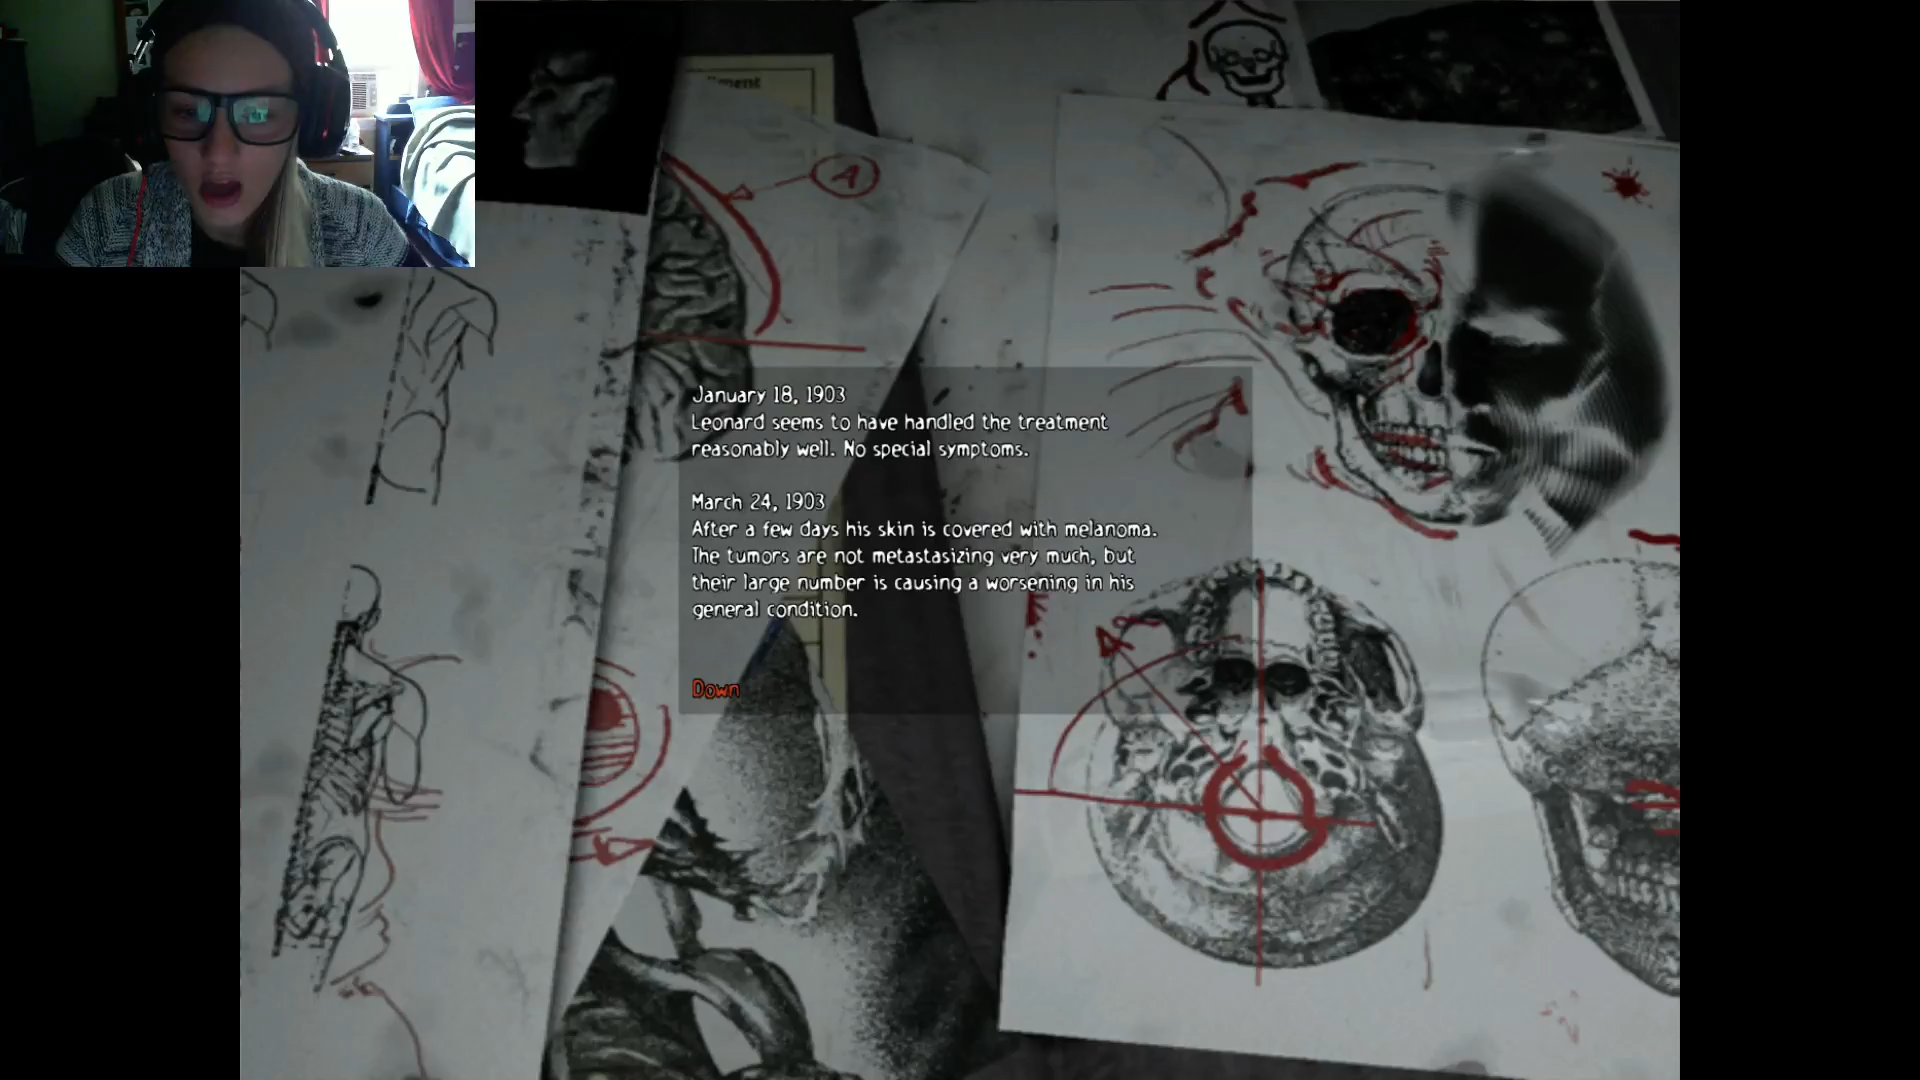 ment
A
January 18, 1903
Leonard seems to have handled the treatment
reasonably well. No special symptoms.
March 24, 1903
After a few days his skin is covered with melanoma.
The tumors are not metastasizing very much, but
their large number is causing a worsening in his
general condition.
Down